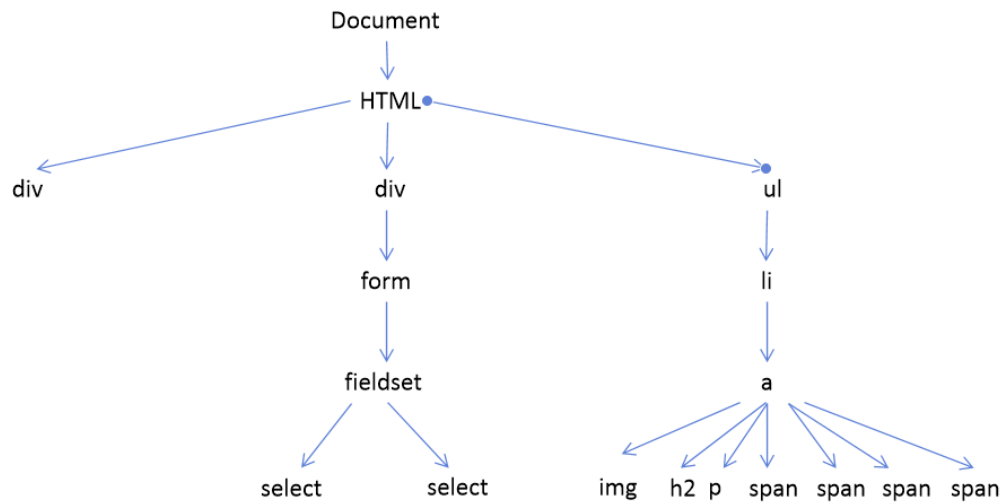 Document
HTML
div div ul
form li
fieldset a
select select img h2 p span span span span